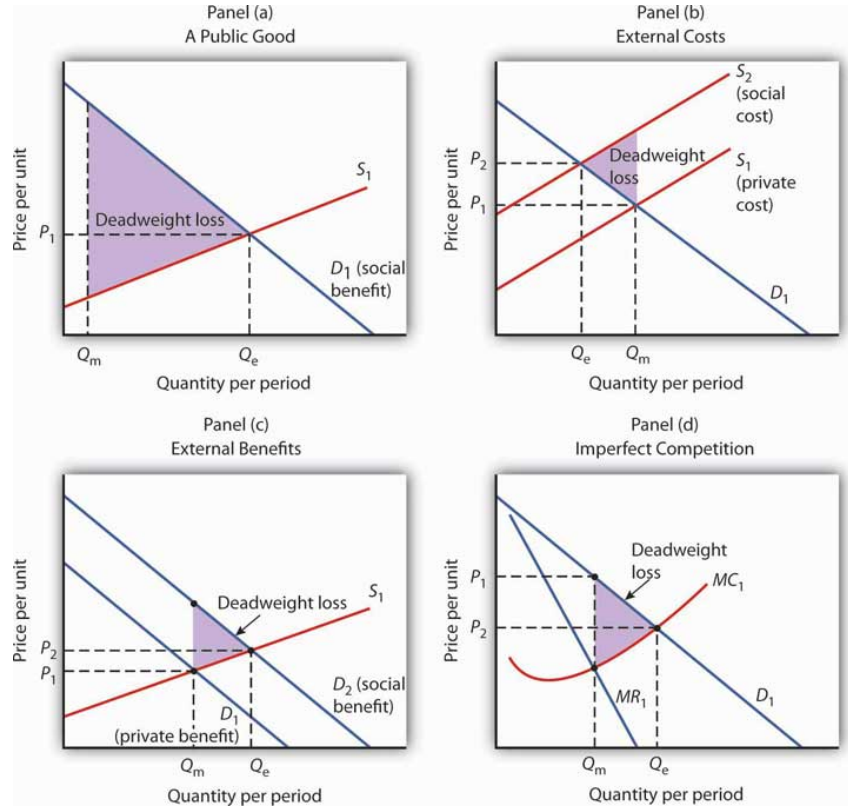 Panel (a)
A Public Good
Price per unit
P1
Deadweight loss
S1
D1 (social
benefit)
Qm
Qe
Quantity per period
Panel (b)
External Costs
Price per unit
P2
P1
Deadweight
loss
S2
(social
cost)
S1
(private
cost)
D1
Qe
Qm
Quantity per period
Panel (c)
External Benefits
Price per unit
P2
P1
Deadweight loss
S1
D2 (social
benefit)
D1
(private benefit)
Qm
Qe
Quantity per period
Panel (d)
Imperfect Competition
Price per unit
P1
P2
Deadweight
loss
MC1
MR1
D1
Qm
Qe
Quantity per period